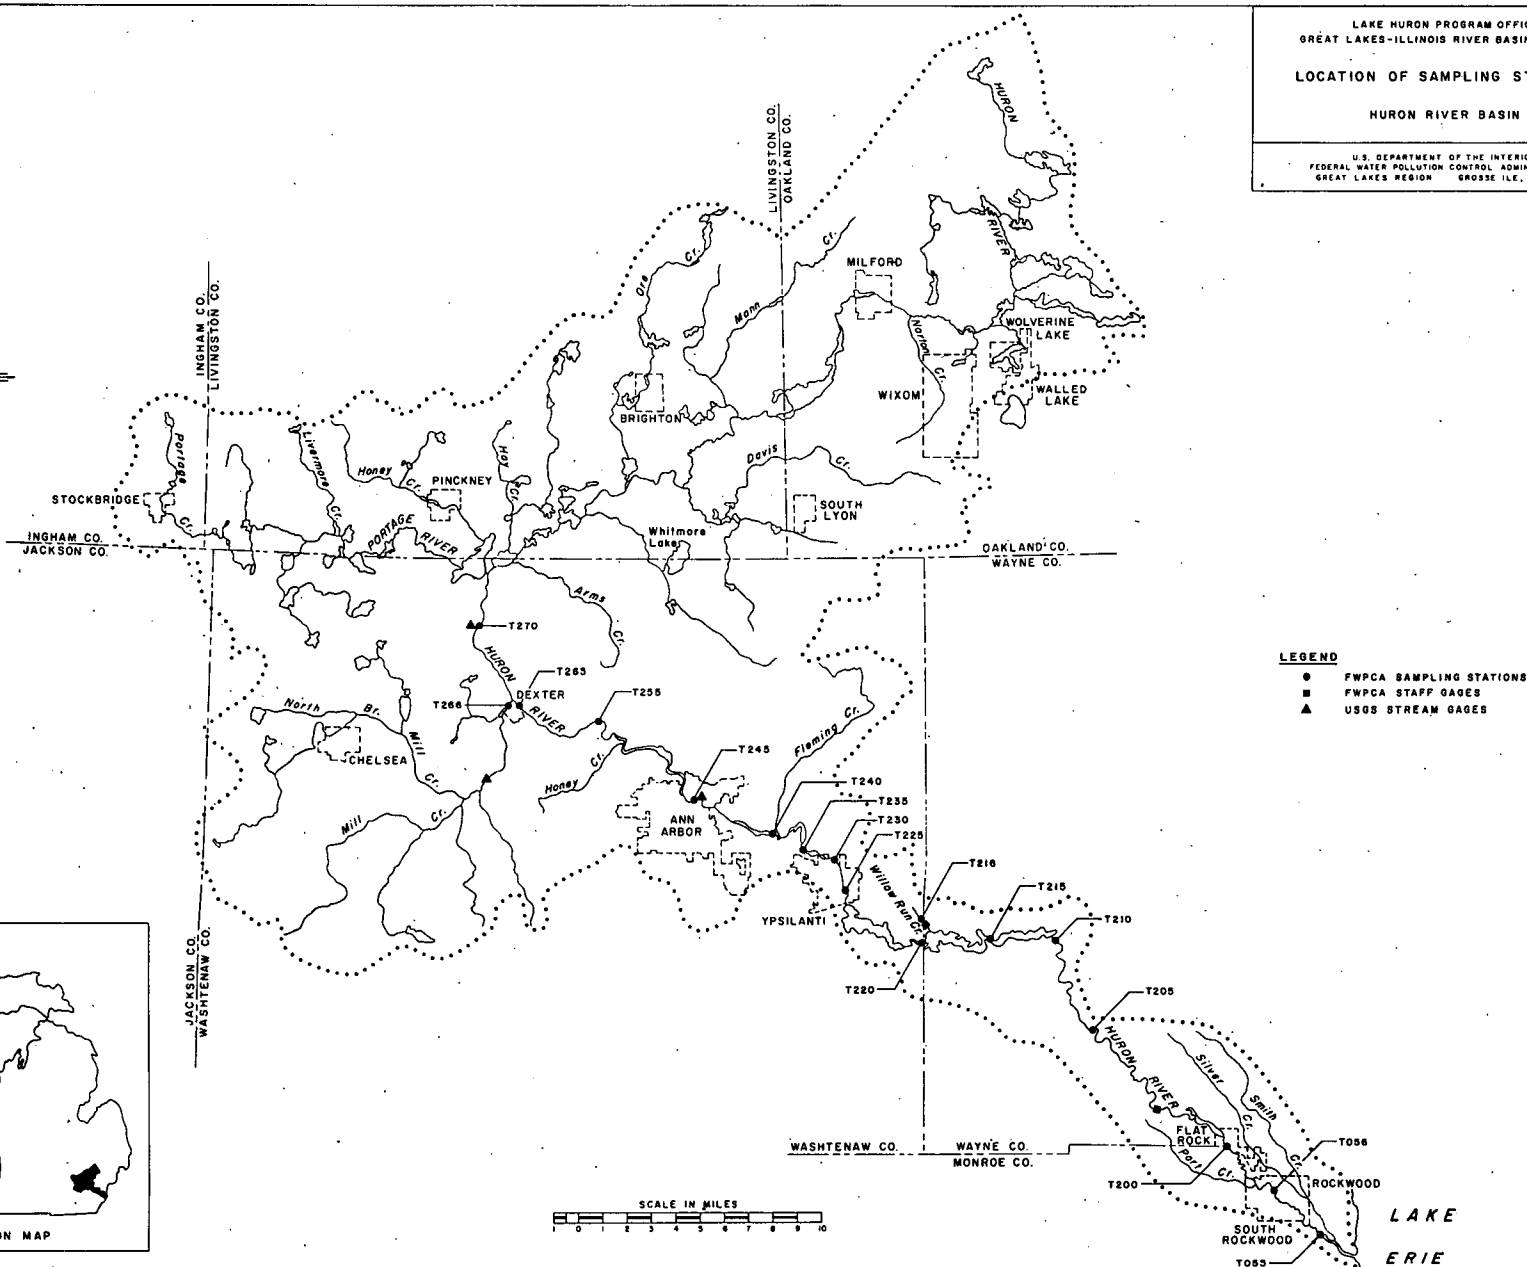 LAKE HURON PROGRAM OFFIC
GREAT LAKES-ILLINOIS RIVER BASIN
LOCATION OF SAMPLING ST
HURON RIVER BASIN
U.S. DEPARTMENT OF THE INTERIO
FEDERAL WATER POLLUTION CONTROL ADMIN
GREAT LAKES REGION GROSSE ILE,
HURON
RIVER
LIVINGSTON CO.
OAKLAND CO.
INGHAM CO.
LIVINGSTON CO.
Ore Cr.
Mann Cr.
MILFORD
Norton Cr.
WOLVERINE
LAKE
WALLED
LAKE
WIXOM
BRIGHTON
Davis Cr.
SOUTH
LYON
Portage Cr.
STOCKBRIDGE
Livermore Cr.
Honey Cr.
PINCKNEY
Hay Cr.
PORTAGE RIVER
Whitmore
Lake
INGHAM CO.
JACKSON CO.
OAKLAND CO.
WAYNE CO.
Arms Cr.
T270
HURON
RIVER
T263
DEXTER
T266
T255
North Br.
Mill Cr.
CHELSEA
Mill Cr.
Honey Cr.
Fleming Cr.
T245
ANN
ARBOR
T240
T235
T230
T225
Willow Run Cr.
T216
T215
T210
YPSILANTI
T220
T205
JACKSON CO.
WASHTENAW CO.
HURON RIVER
Silver Cr.
Smith Cr.
FLAT
ROCK
Port Cr.
T056
T200
ROCKWOOD
SOUTH
ROCKWOOD
T053
WASHTENAW CO.
WAYNE CO.
MONROE CO.
LAKE
ERIE
LEGEND
FWPCA SAMPLING STATIONS
FWPCA STAFF GAGES
USGS STREAM GAGES
SCALE IN MILES
1 0 1 2 3 4 5 6 7 8 9 10
ON MAP